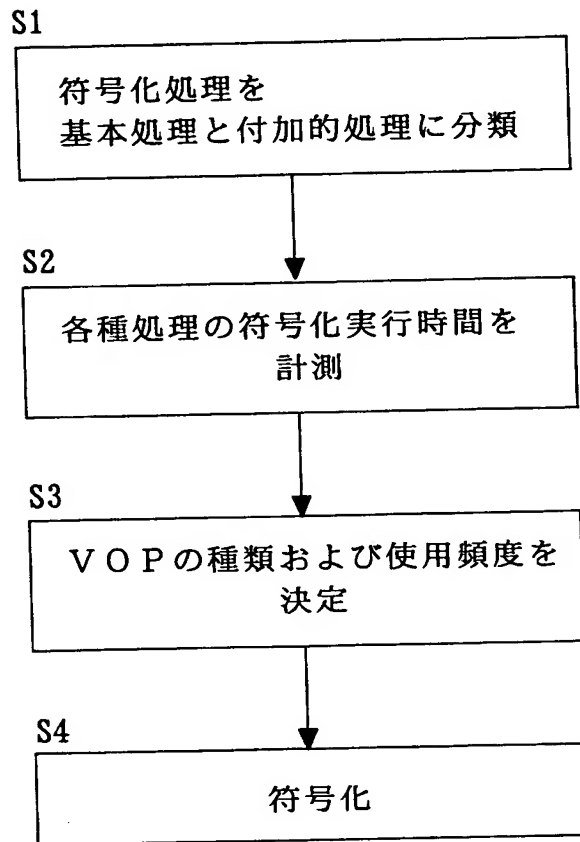 S1
符号化処理を
基本処理と付加的処理に分類
S2
各種処理の符号化実行時間を
計測
S3
ＶＯＰの種類および使用頻度を
決定
S4
符号化